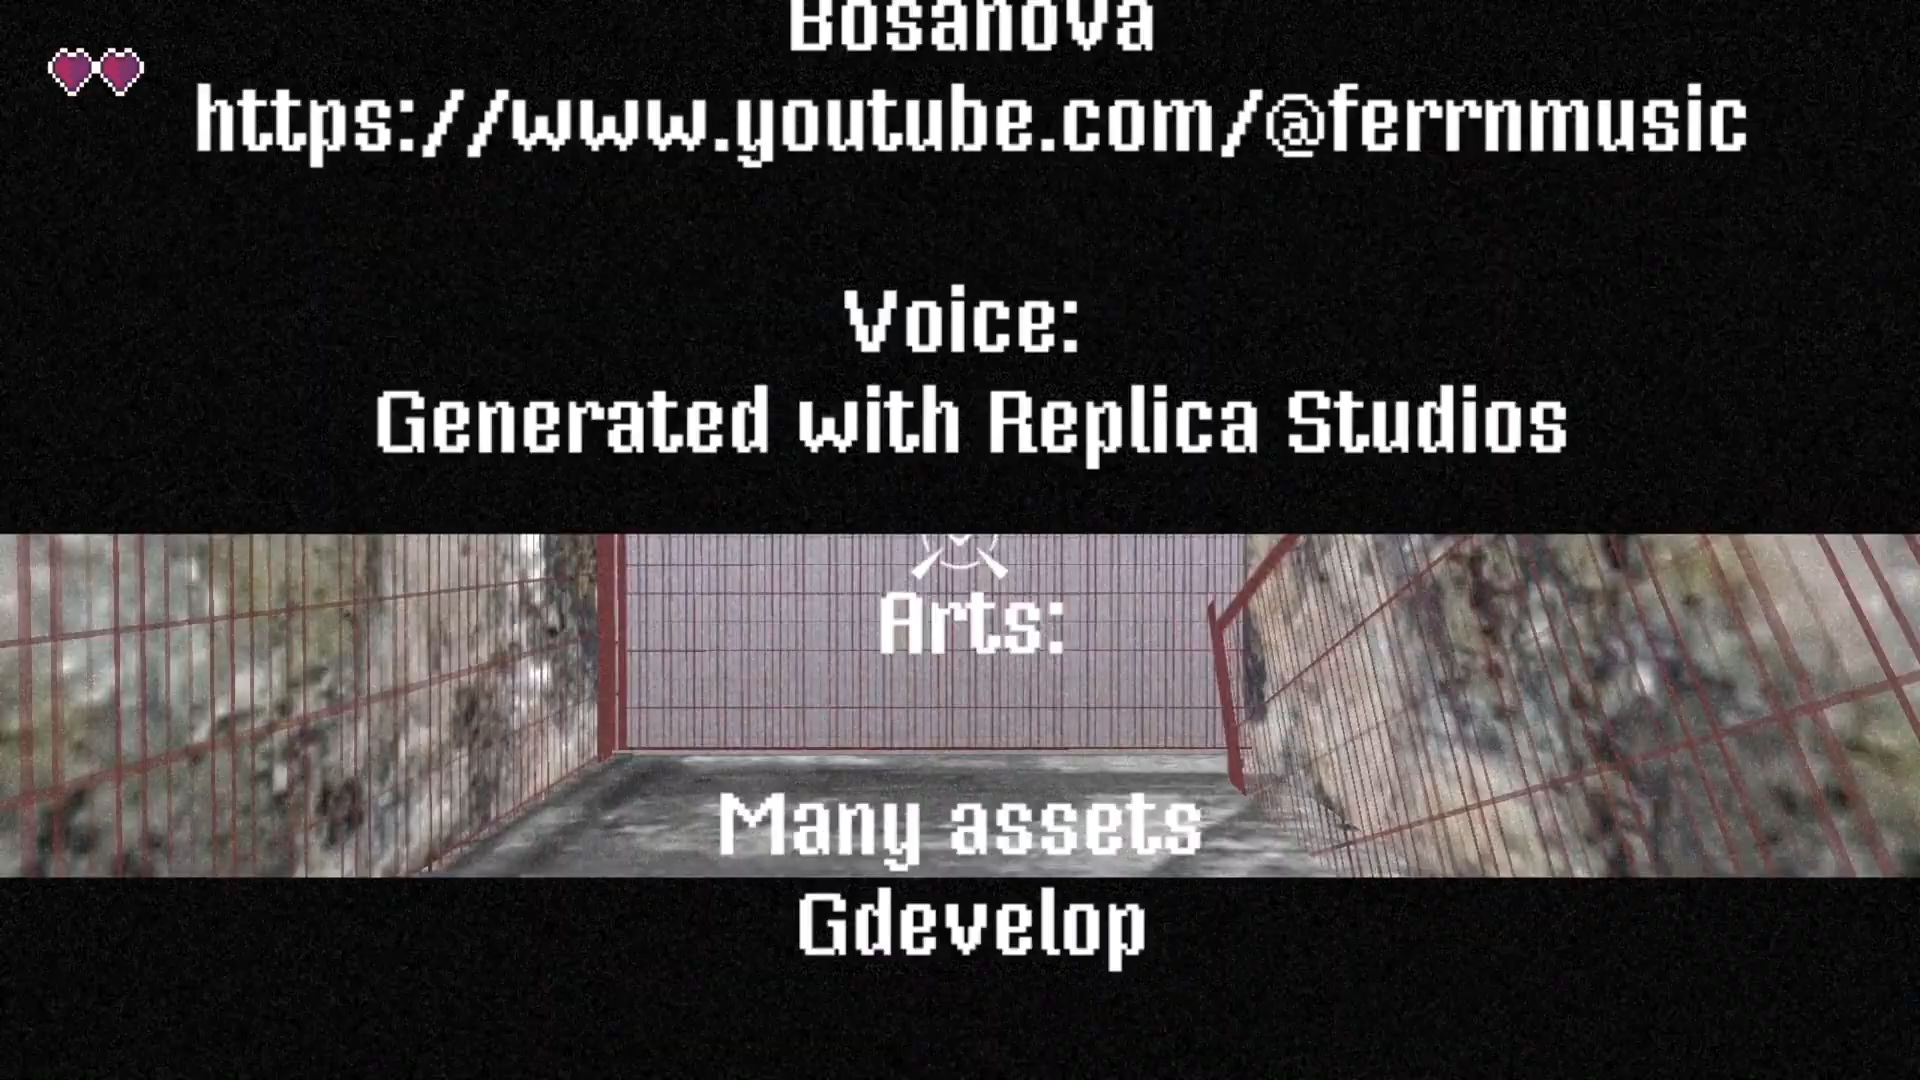 Bosanova
https://www.youtube.com/@ferrnmusic
Voice:
Generated with Replica Studios
Arts:
Many assets
Gdevelop